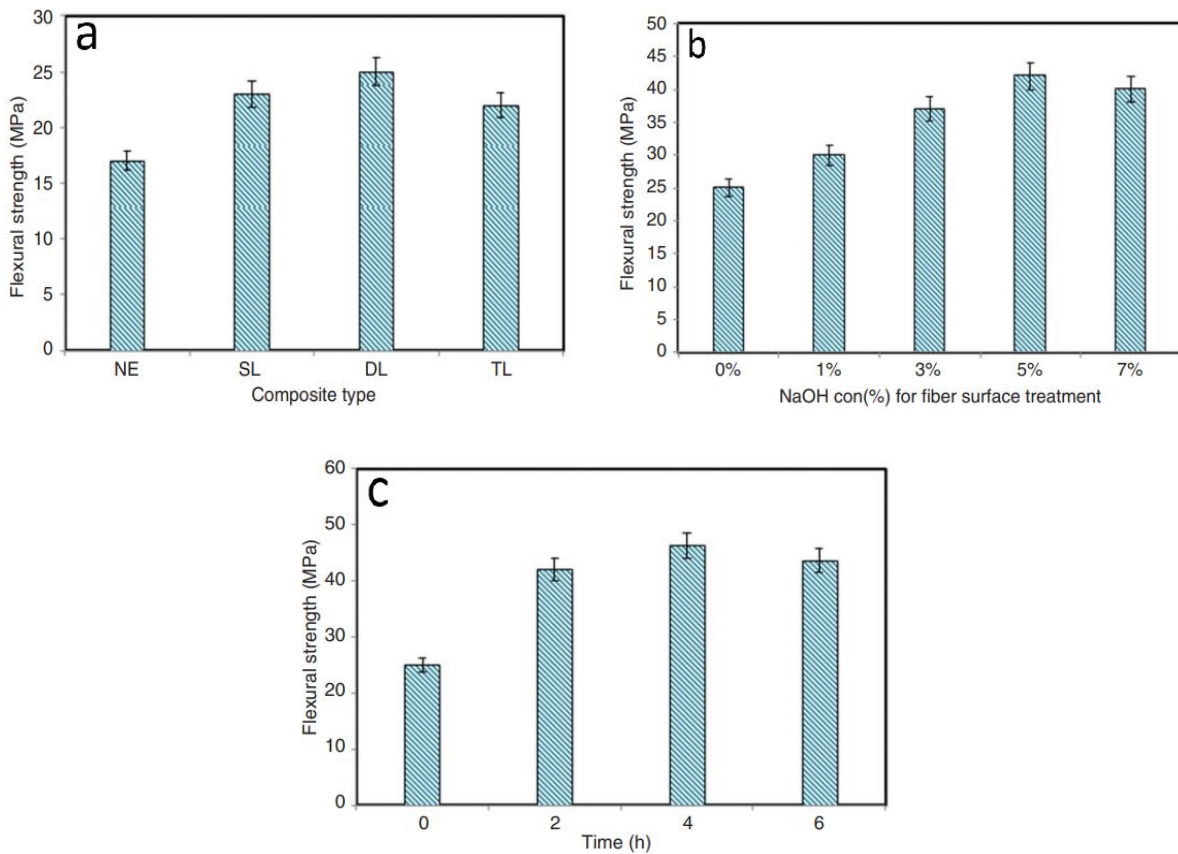 a
30
25
20
15
10
5
0
Flexural strength (MPa)
NE SL DL TL
Composite type
b
50
45
40
35
30
25
20
15
10
5
0
Flexural strength (MPa)
0% 1% 3% 5% 7%
NaOH con(%) for fiber surface treatment
c
60
50
40
30
20
10
0
Flexural strength (MPa)
0 2 4 6
Time (h)